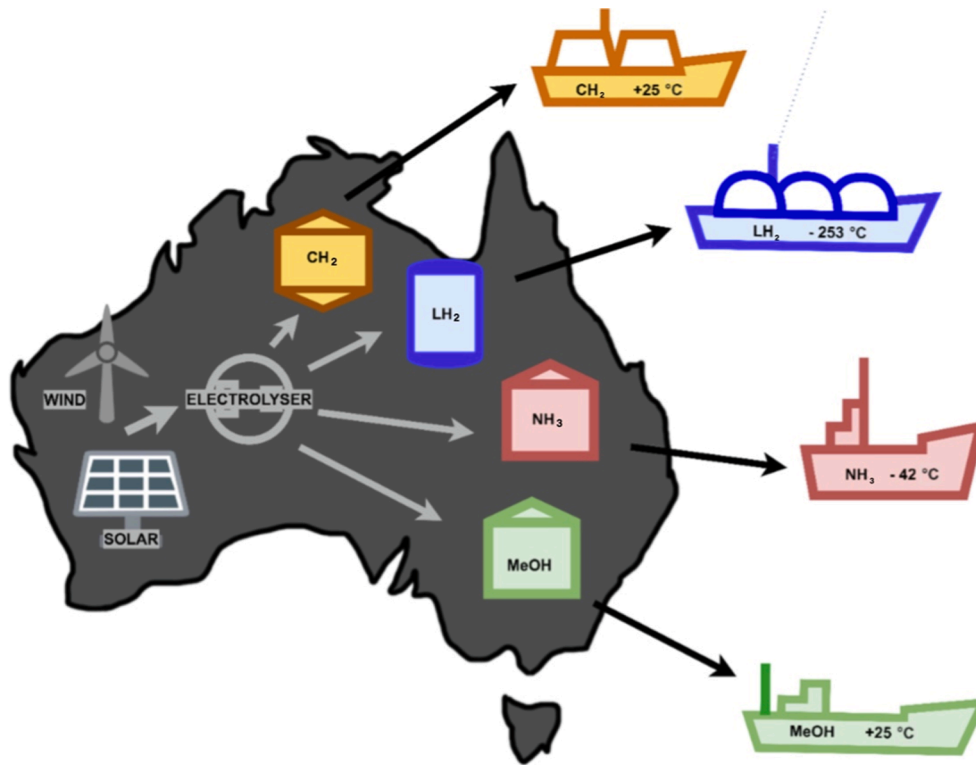 CH₂ +25 °C
LH₂ - 253 °C
CH₂
LH₂
WIND
ELECTROLYSER
NH₃
NH₃ - 42 °C
SOLAR
MeOH
MeOH +25 °C